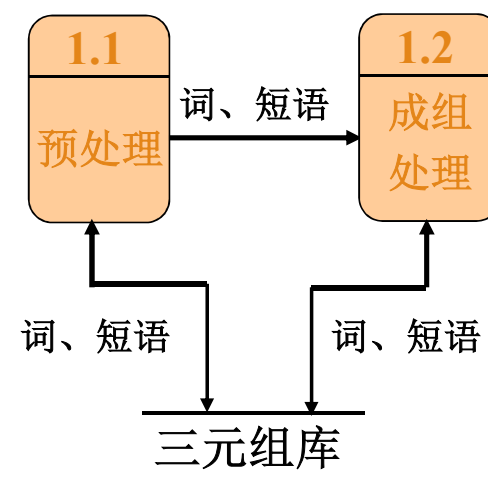 1.1
1.2
预处理
词、短语
成组
处理
词、短语
词、短语
三元组库